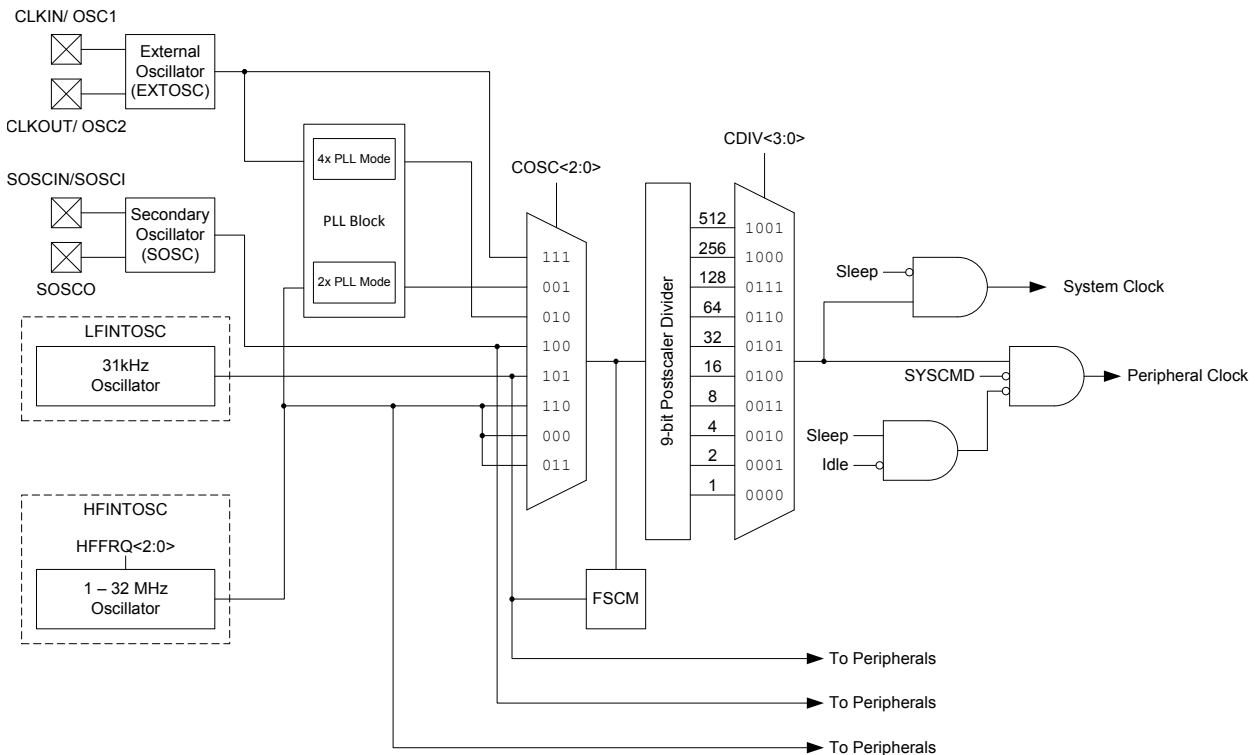 CLKIN/ OSC1
External
Oscillator
(EXTOSC)
CLKOUT/ OSC2
SOSCIN/SOSCI
Secondary
Oscillator
(SOSC)
SOSCO
LFINTOSC
31kHz
Oscillator
HFINTOSC
HFFRQ<2:0>
1 – 32 MHz
Oscillator
4x PLL Mode
PLL Block
2x PLL Mode
COSC<2:0>
111
001
010
100
101
110
000
011
FSCM
9-bit Postscaler Divider
512
256
128
64
32
16
8
4
2
1
CDIV<3:0>
1001
1000
0111
0110
0101
0100
0011
0010
0001
0000
Sleep
System Clock
SYSCMD
Peripheral Clock
Sleep
Idle
To Peripherals
To Peripherals
To Peripherals